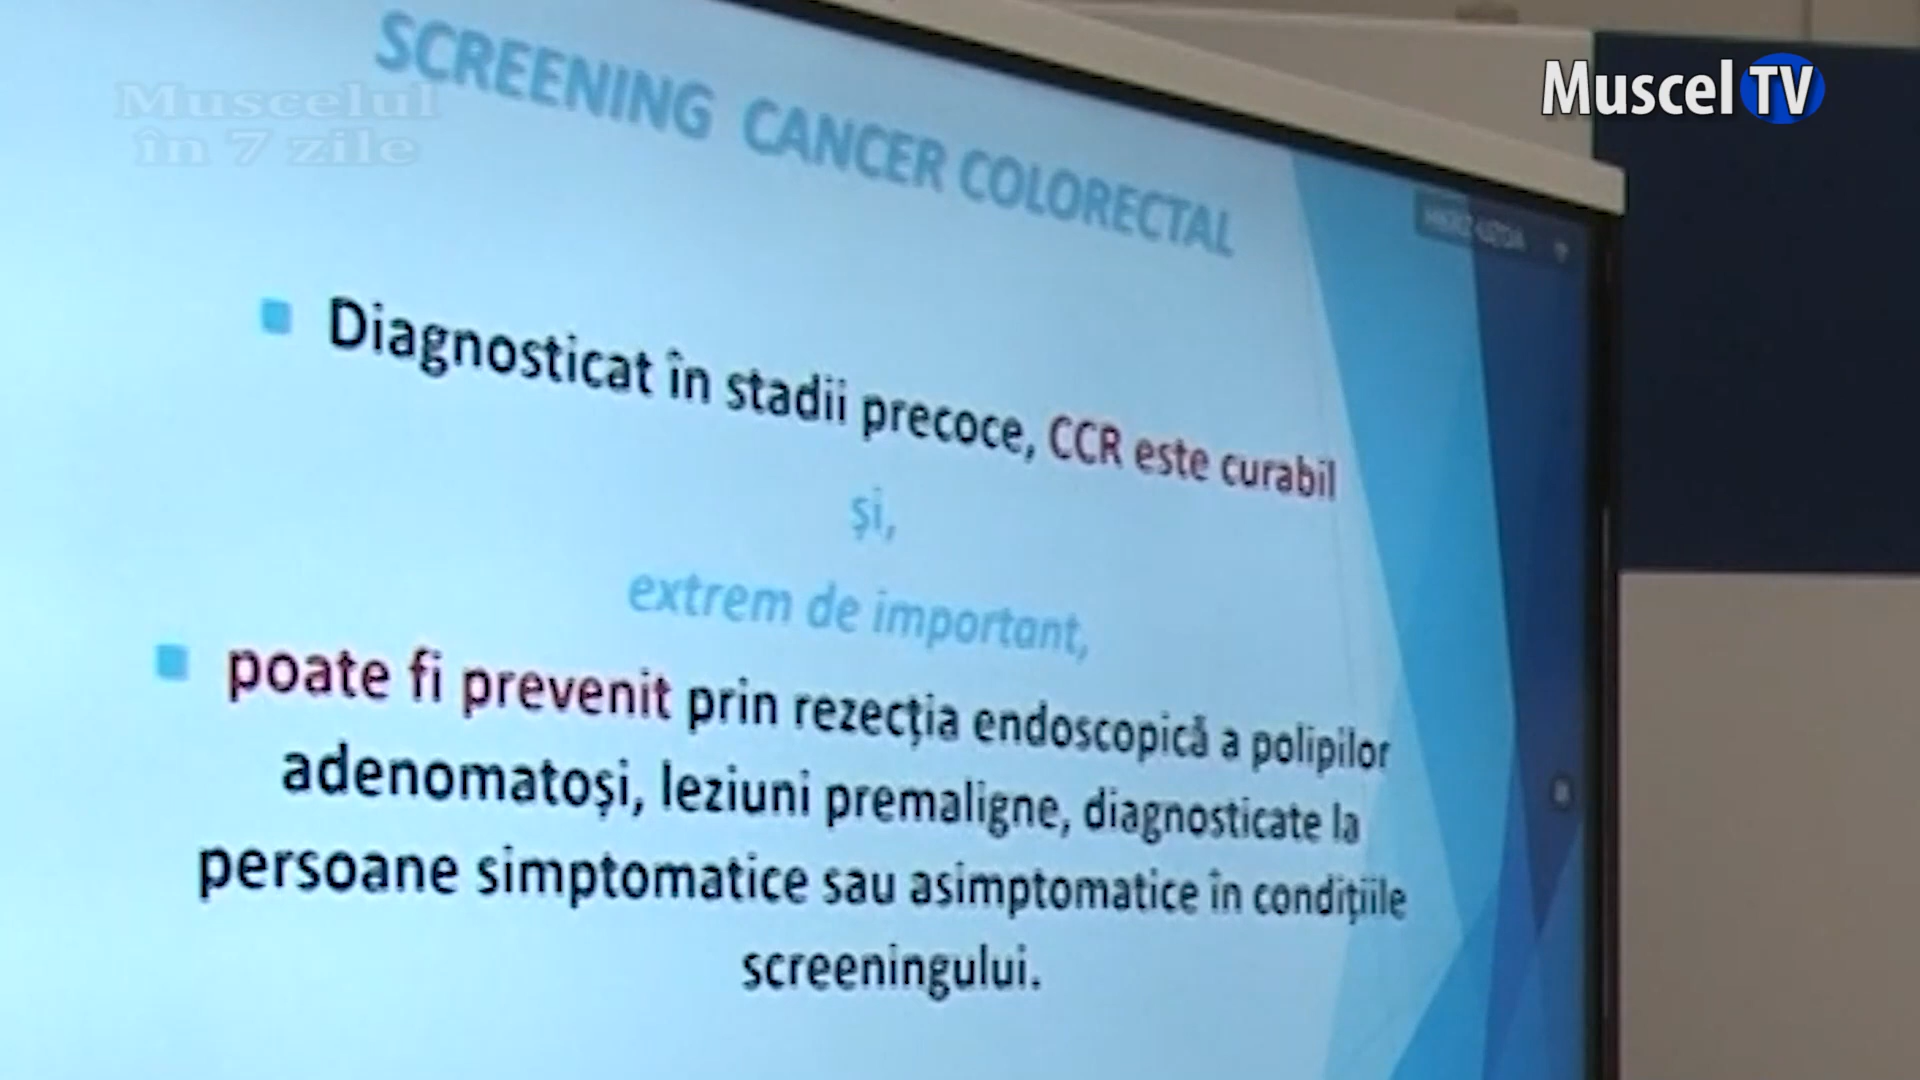 SCREENING CANCER COLORECTAL
Muscelul
în 7 zile
Muscel TV
Diagnosticat în stadii precoce, CCR este curabil
și,
extrem de important,
poate fi prevenit prin rezecția endoscopică a polipilor
adenomatoși, leziuni premaligne, diagnosticate la
persoane simptomatice sau asimptomatice în condițiile
screeningului.